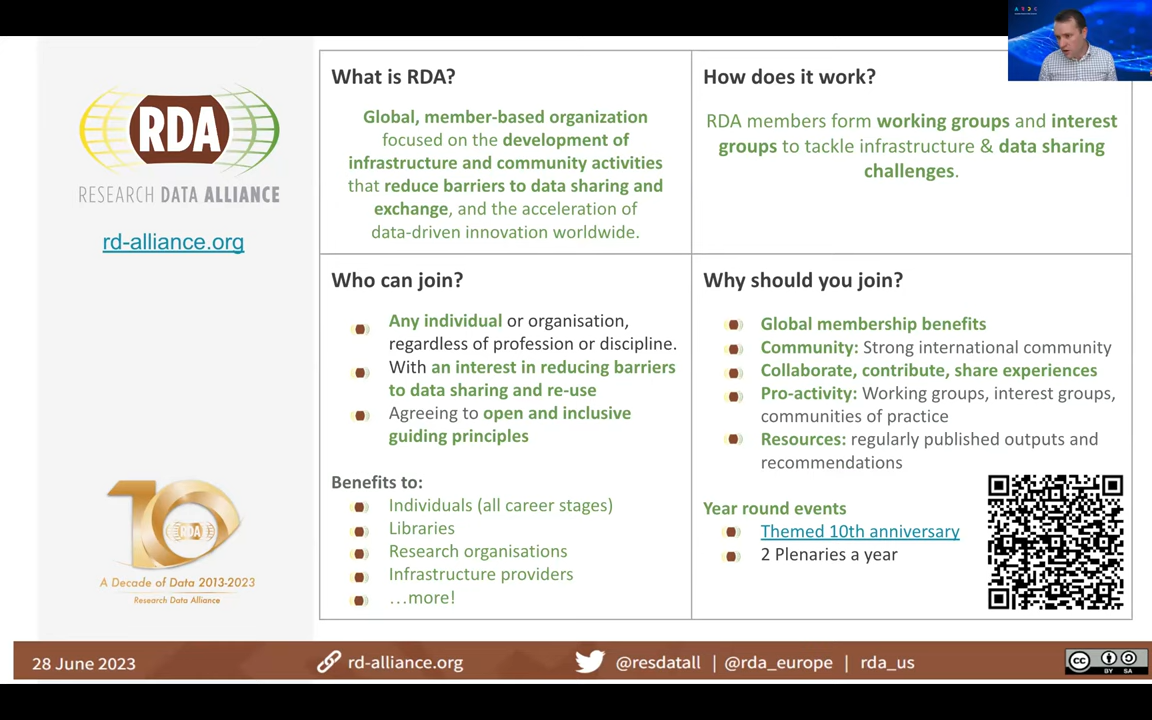 RDA
RESEARCH DATA ALLIANCE
rd-alliance.org
10
RDA
A Decade of Data 2013-2023
Research Data Alliance
What is RDA?
Global, member-based organization
focused on the development of
infrastructure and community activities
that reduce barriers to data sharing and
exchange, and the acceleration of
data-driven innovation worldwide.
How does it work?
RDA members form working groups and interest
groups to tackle infrastructure & data sharing
challenges.
Who can join?
Any individual or organisation,
regardless of profession or discipline.
With an interest in reducing barriers
to data sharing and re-use
Agreeing to open and inclusive
guiding principles
Benefits to:
Individuals (all career stages)
Libraries
Research organisations
Infrastructure providers
…more!
Why should you join?
Global membership benefits
Community: Strong international community
Collaborate, contribute, share experiences
Pro-activity: Working groups, interest groups,
communities of practice
Resources: regularly published outputs and
recommendations
Year round events
Themed 10th anniversary
2 Plenaries a year
28 June 2023
rd-alliance.org
@resdatall | @rda_europe | rda_us
cc BY SA